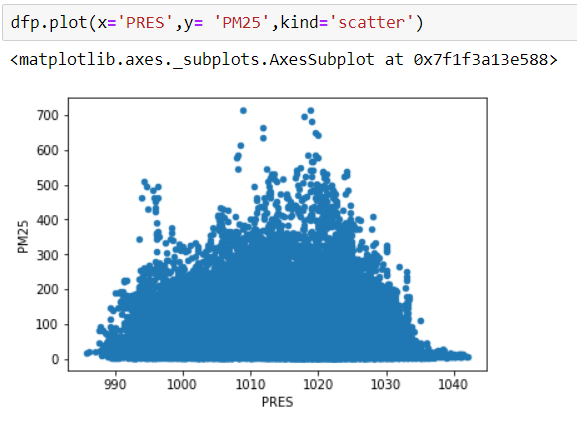 dfp.plot(x='PRES',y= 'PM25',kind='scatter')
<matplotlib.axes._subplots.AxesSubplot at 0x7f1f3a13e588>
700
600
500
400
300
200
100
0
PM25
990 1000 1010 1020 1030 1040
PRES